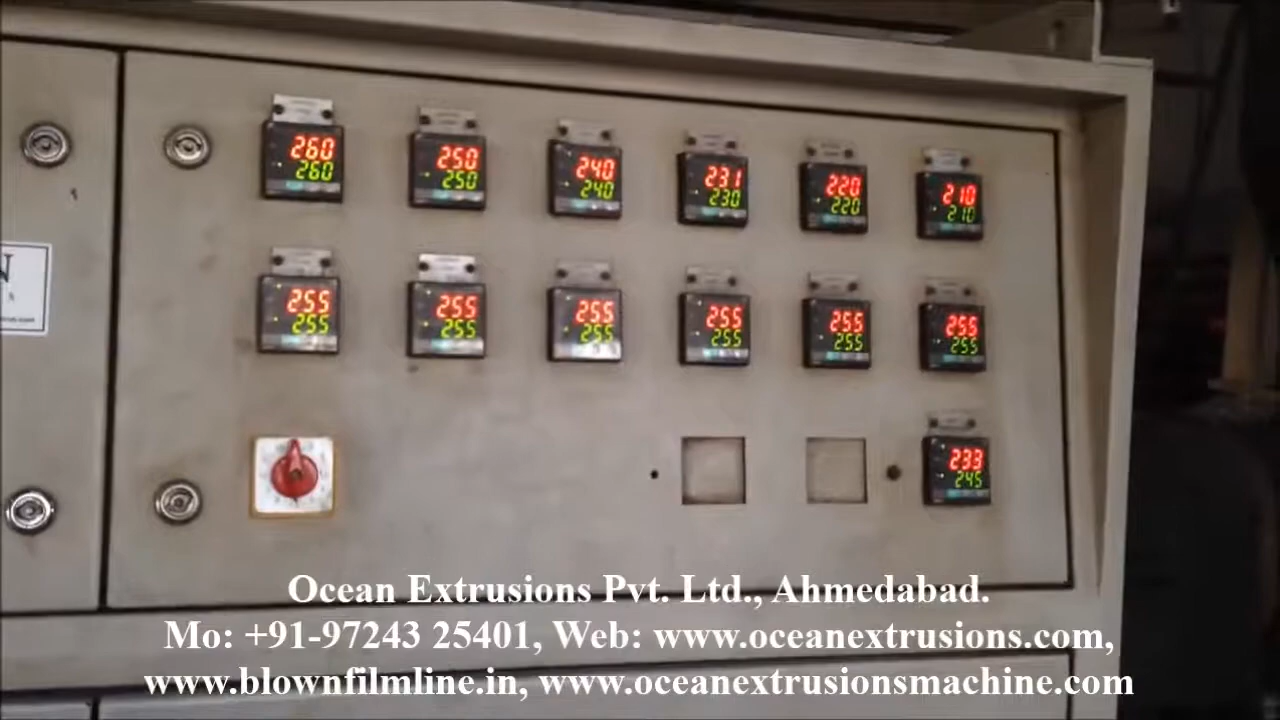 260 250 240 231 220 210
260 250 240 230 220 210
255 255 255 255 255 255
255 255 255 255 255 255
N
233
245
Ocean Extrusions Pvt. Ltd., Ahmedabad.
Mo: +91-97243 25401, Web: www.oceanextrusions.com,
www.blownfilmline.in, www.oceanextrusionsmachine.com